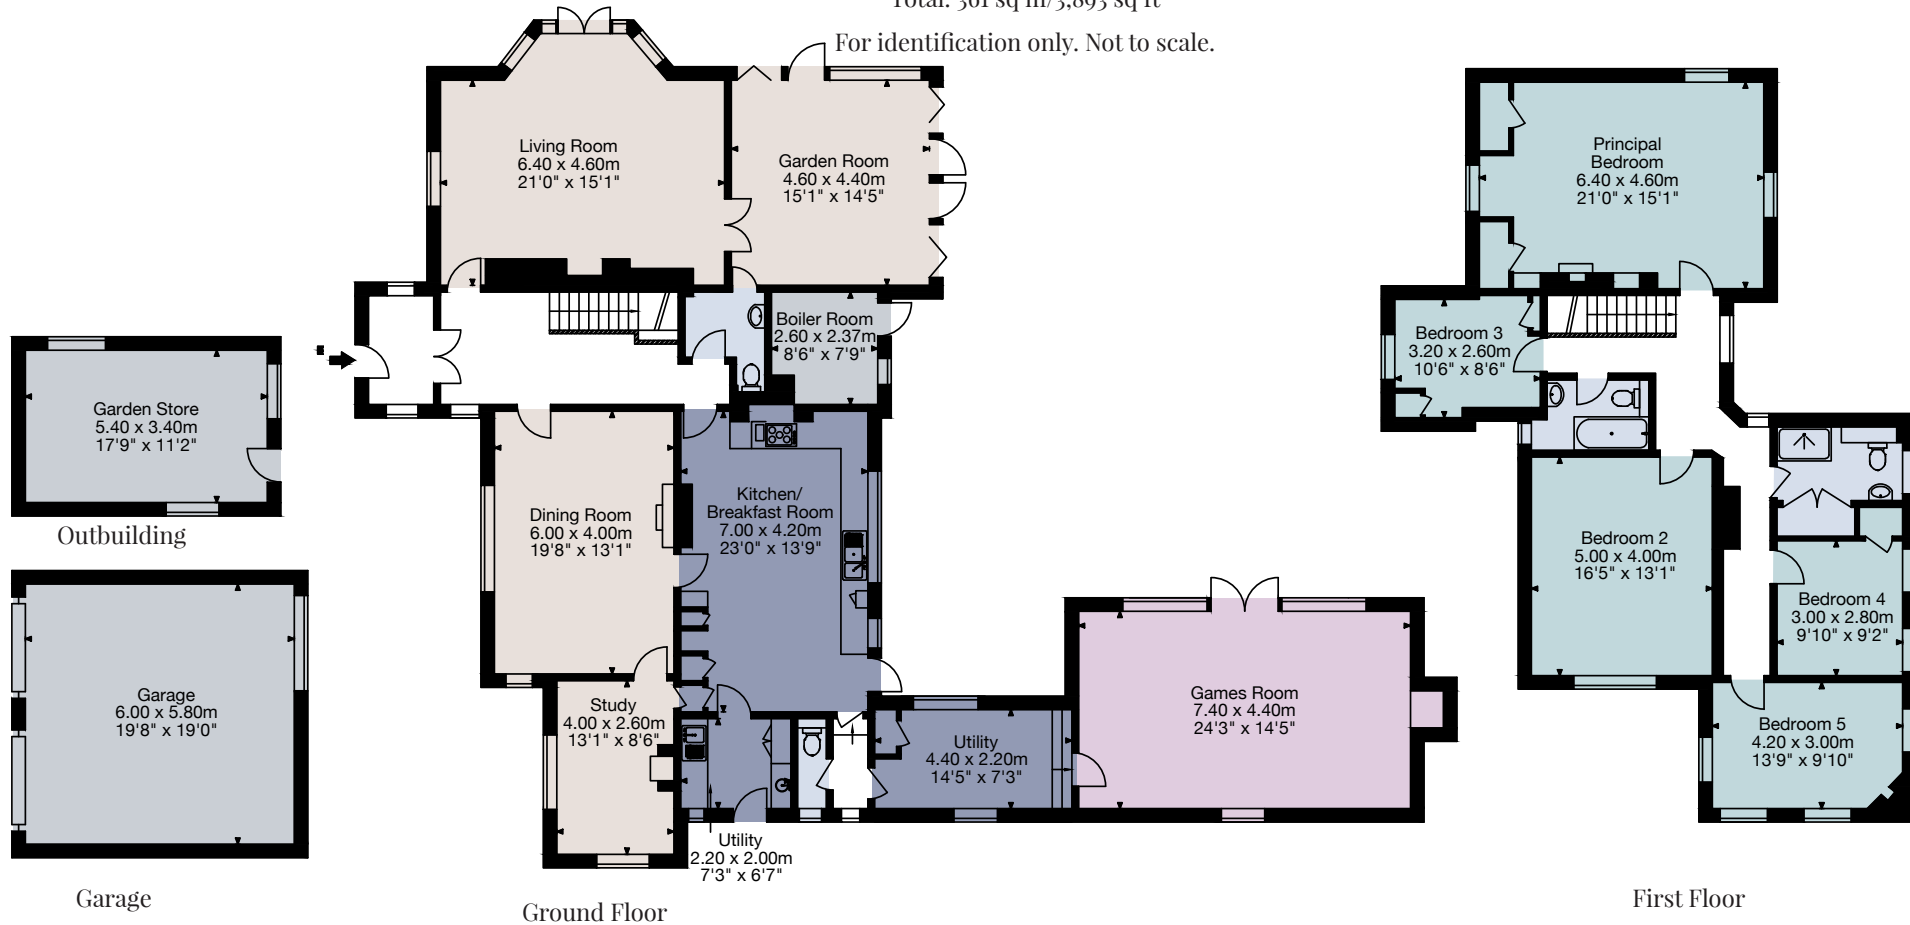 Total: 361 sq m/3,893 sq ft
For identification only. Not to scale.
Living Room
6.40 x 4.60m
21'0" x 15'1"
Garden Room
4.60 x 4.40m
15'1" x 14'5"
Principal
Bedroom
6.40 x 4.60m
21'0" x 15'1"
Boiler Room
2.60 x 2.37m
8'6" x 7'9"
Bedroom 3
3.20 x 2.60m
10'6" x 8'6"
Garden Store
5.40 x 3.40m
17'9" x 11'2"
Outbuilding
Dining Room
6.00 x 4.00m
19'8" x 13'1"
Kitchen/
Breakfast Room
7.00 x 4.20m
23'0" x 13'9"
Bedroom 2
5.00 x 4.00m
16'5" x 13'1"
Bedroom 4
3.00 x 2.80m
9'10" x 9'2"
Garage
6.00 x 5.80m
19'8" x 19'0"
Study
4.00 x 2.60m
13'1" x 8'6"
Utility
4.40 x 2.20m
14'5" x 7'3"
Games Room
7.40 x 4.40m
24'3" x 14'5"
Bedroom 5
4.20 x 3.00m
13'9" x 9'10"
Utility
2.20 x 2.00m
7'3" x 6'7"
Garage
Ground Floor
First Floor